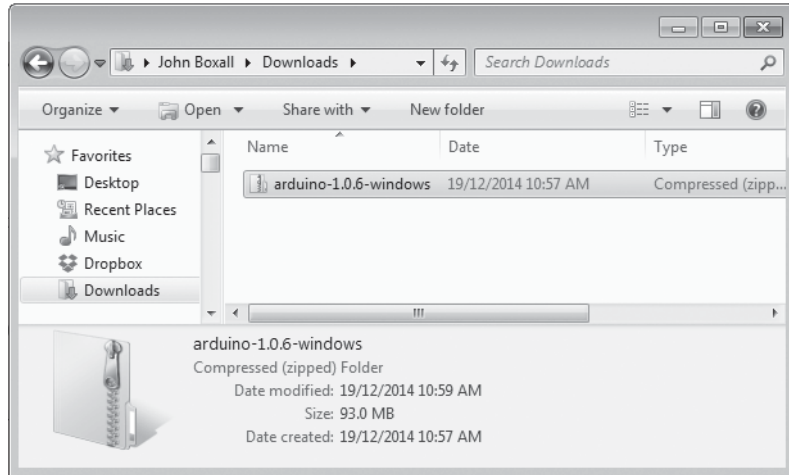 John Boxall Downloads Search Downloads
Organize Open Share with New folder
Name Date Type
Favorites
Desktop
Recent Places
Music
Dropbox
Downloads
arduino-1.0.6-windows 19/12/2014 10:57 AM Compressed (zipp...
arduino-1.0.6-windows
Compressed (zipped) Folder
Date modified: 19/12/2014 10:59 AM
Size: 93.0 MB
Date created: 19/12/2014 10:57 AM